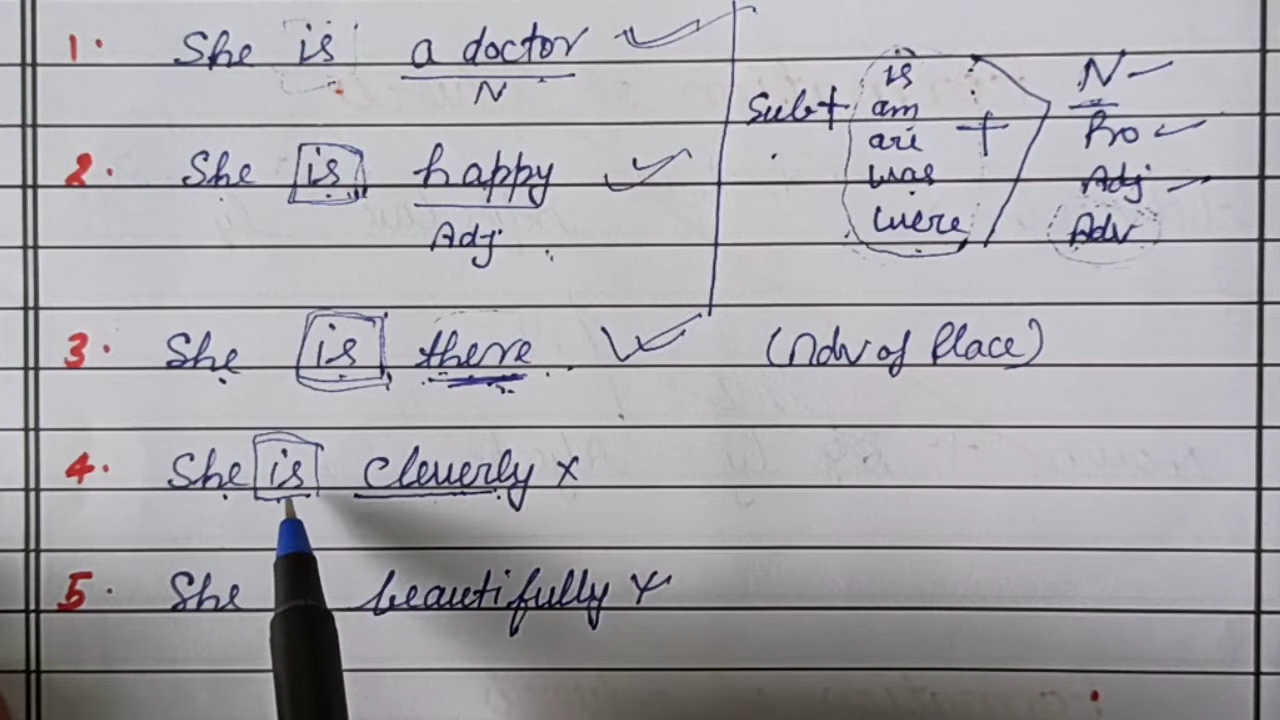 1. She is a doctor ✓
N
2. She is happy ✓
Adj
Sub + is + N
am Pro ✓
are Adj
was Adv
were
3. She is there ✓ (Adv of Place)
4. She is Cleverly ×
5. She beautifully ×